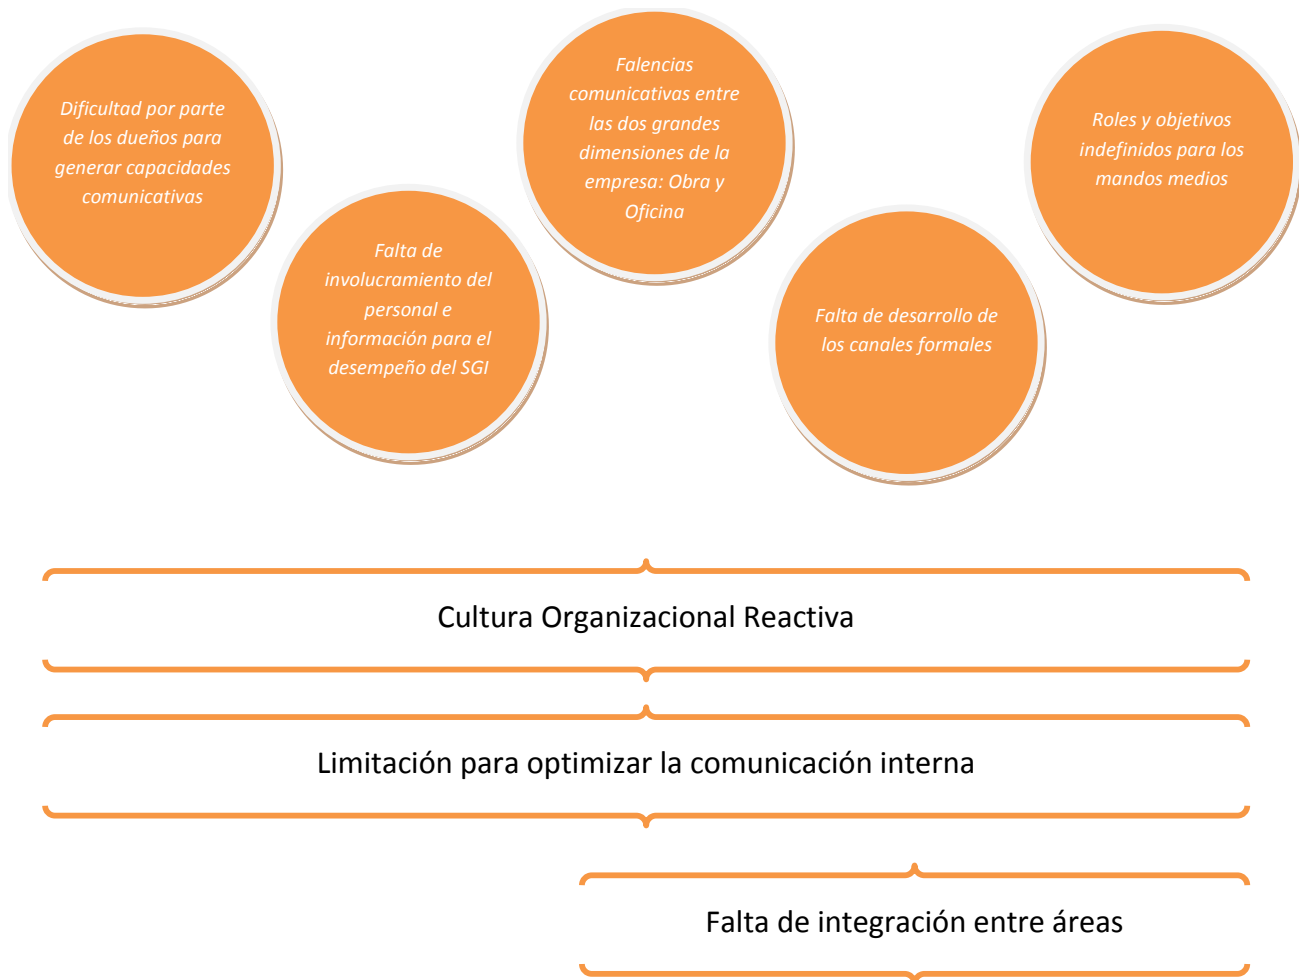 Dificultad por parte
de los dueños para
generar capacidades
comunicativas
Falta de
involucramiento del
personal e
información para el
desempeño del SGI
Falencias
comunicativas entre
las dos grandes
dimensiones de la
empresa: Obra y
Oficina
Falta de desarrollo de
los canales formales
Roles y objetivos
indefinidos para los
mandos medios
Cultura Organizacional Reactiva
Limitación para optimizar la comunicación interna
Falta de integración entre áreas